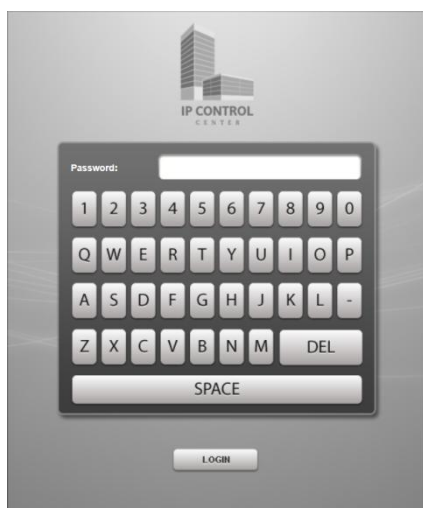 IP CONTROL
CENTER
Password:
1 2 3 4 5 6 7 8 9 0
Q W E R T Y U I O P
A S D F G H J K L -
Z X C V B N M DEL
SPACE
LOGIN